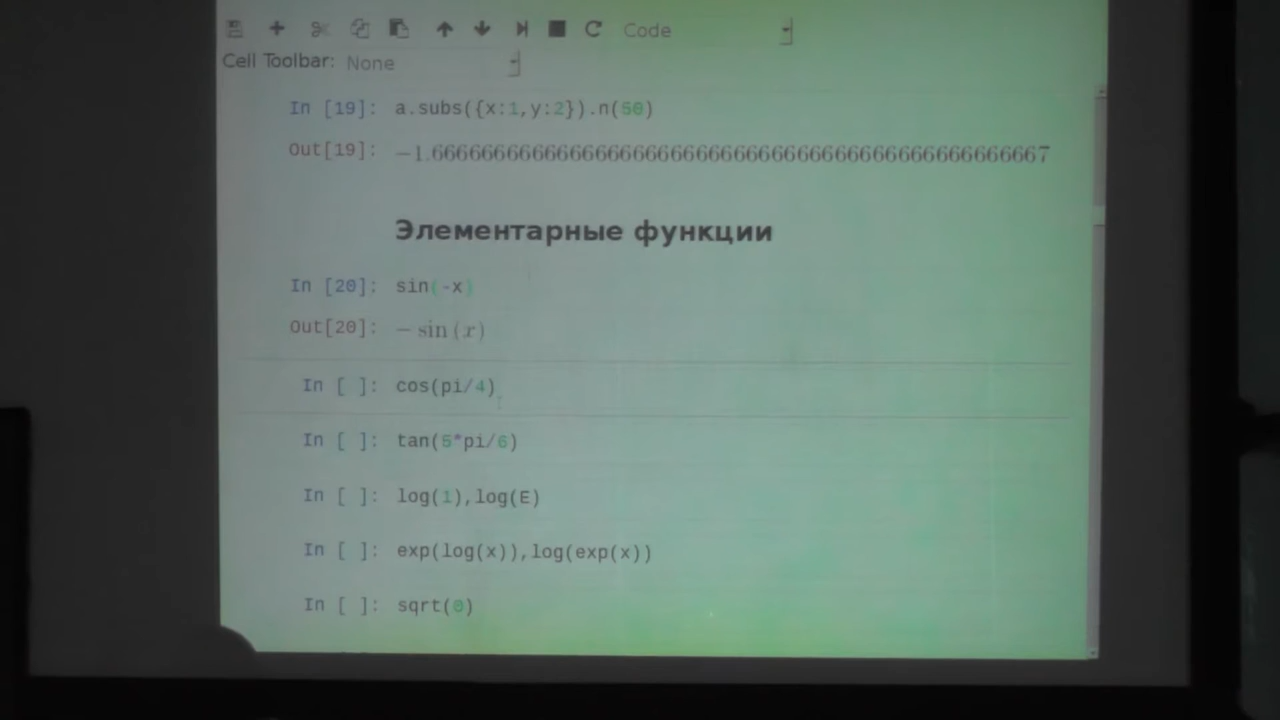 Code
Cell Toolbar: None
In [19]: a.subs({x:1,y:2}).n(50)
Out[19]: −1.6666666666666666666666666666666666666666666666667
Элементарные функции
In [20]: sin(-x)
Out[20]: − sin (x)
In [ ]: cos(pi/4)
In [ ]: tan(5*pi/6)
In [ ]: log(1),log(E)
In [ ]: exp(log(x)),log(exp(x))
In [ ]: sqrt(0)